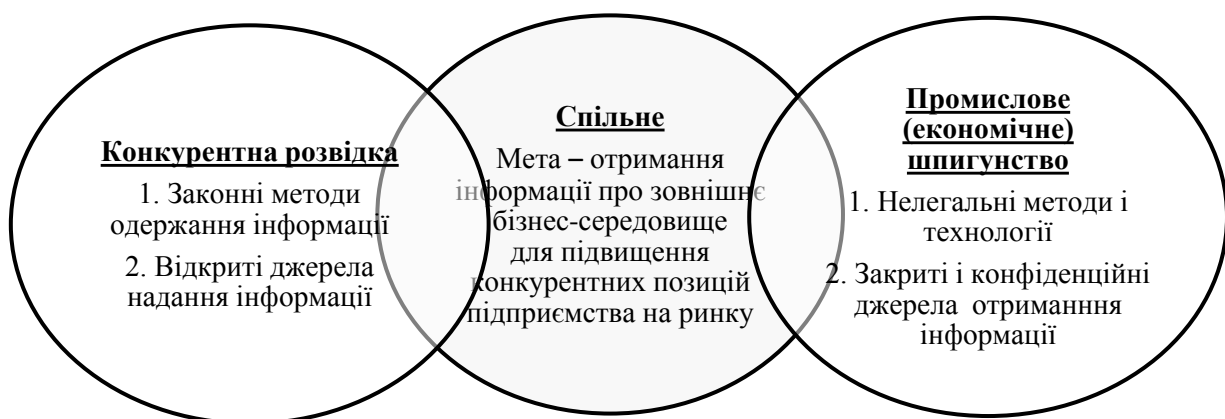 Конкурентна розвідка
1. Законні методи
одержання інформації
2. Відкриті джерела
надання інформації
Спільне
Мета – отримання
інформації про зовнішнє
бізнес-середовище
для підвищення
конкурентних позицій
підприємства на ринку
Промислове
(економічне)
шпигунство
1. Нелегальні методи і
технології
2. Закриті і конфіденційні
джерела отриманння
інформації